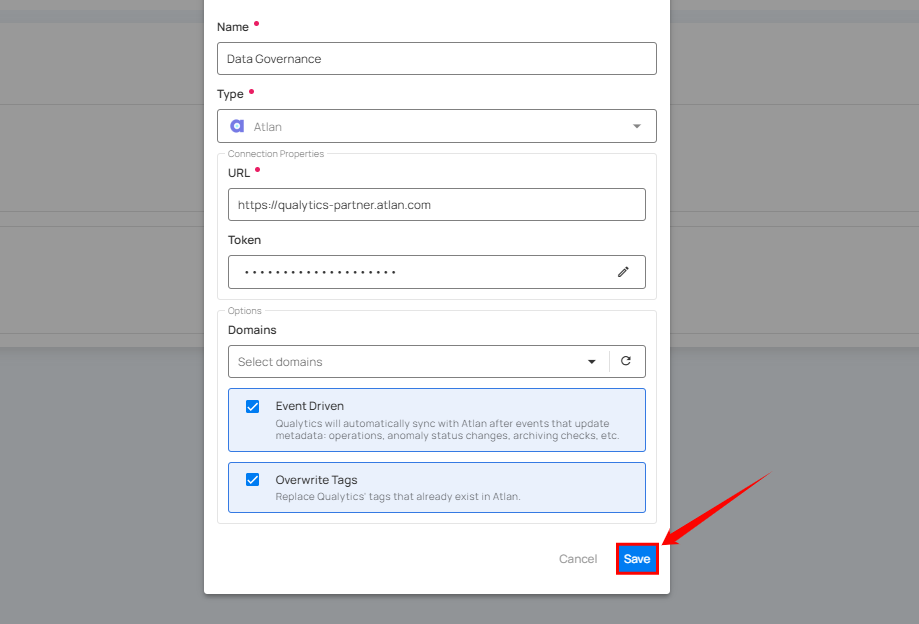 Name
Data Governance
Type
Atlan
Connection Properties
URL
https://qualytics-partner.atlan.com
Token
Options
Domains
Select domains
Event Driven
Qualytics will automatically sync with Atlan after events that update
metadata: operations, anomaly status changes, archiving checks, etc.
Overwrite Tags
Replace Qualytics' tags that already exist in Atlan.
Cancel
Save